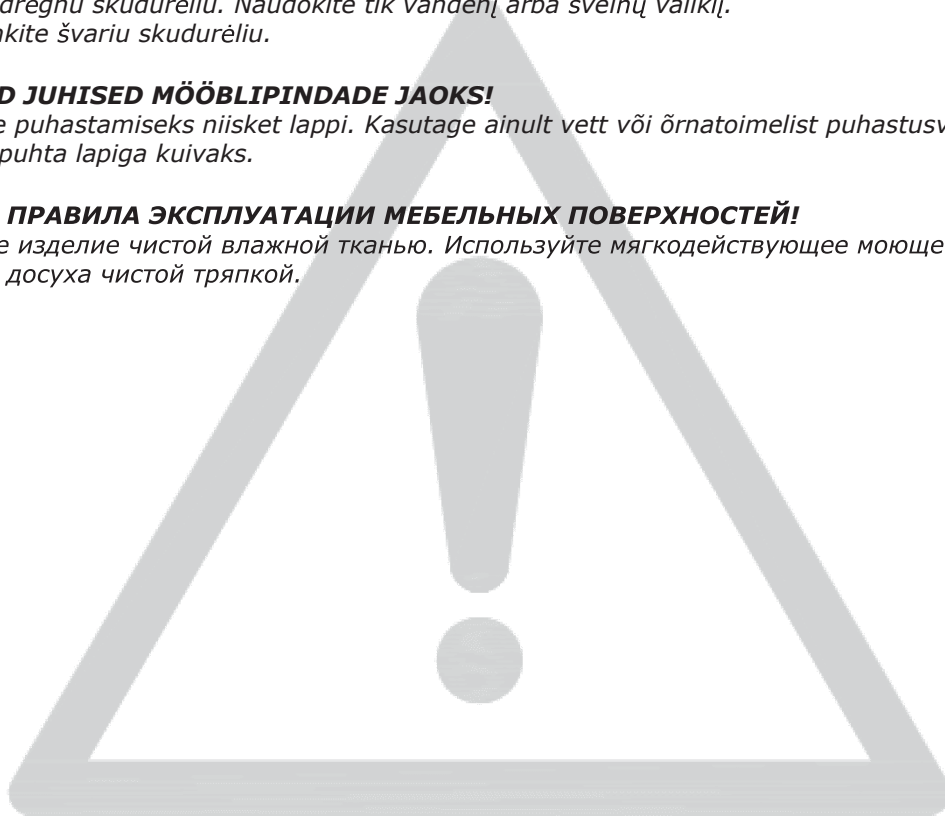 drėgnu skudurėliu. Naudokite tik vandenį arba švelnų valiklį.
kite švariu skudurėliu.
D JUHISED MÖÖBLIPINDADE JAOKS!
e puhastamiseks niisket lappi. Kasutage ainult vett või õrnatoimelist puhastusv
puhta lapiga kuivaks.
ПРАВИЛА ЭКСПЛУАТАЦИИ МЕБЕЛЬНЫХ ПОВЕРХНОСТЕЙ!
е изделие чистой влажной тканью. Используйте мягкодействующее моюще
досуха чистой тряпкой.